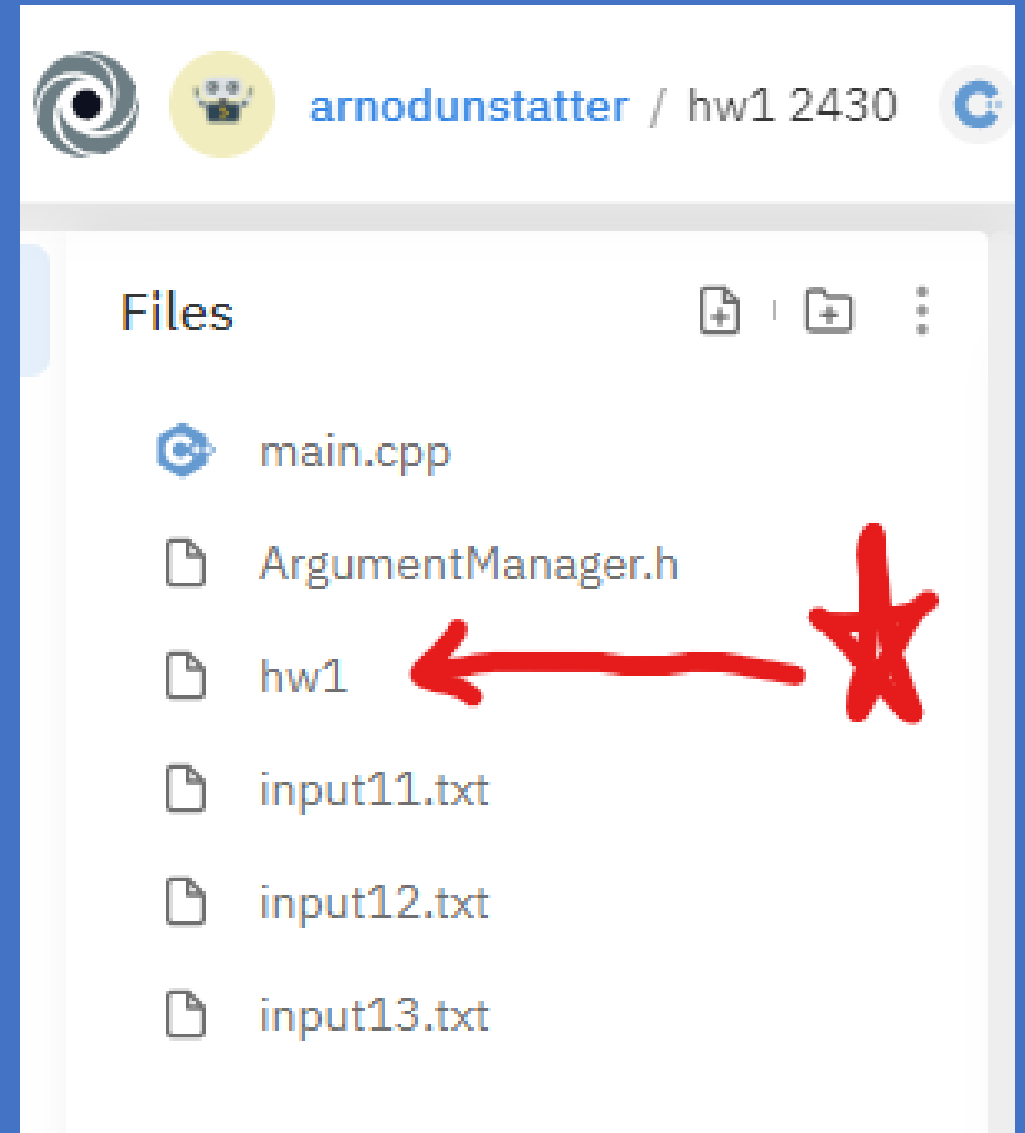 arnodunstatter / hw1 2430
Files
main.cpp
ArgumentManager.h
hw1
input11.txt
input12.txt
input13.txt